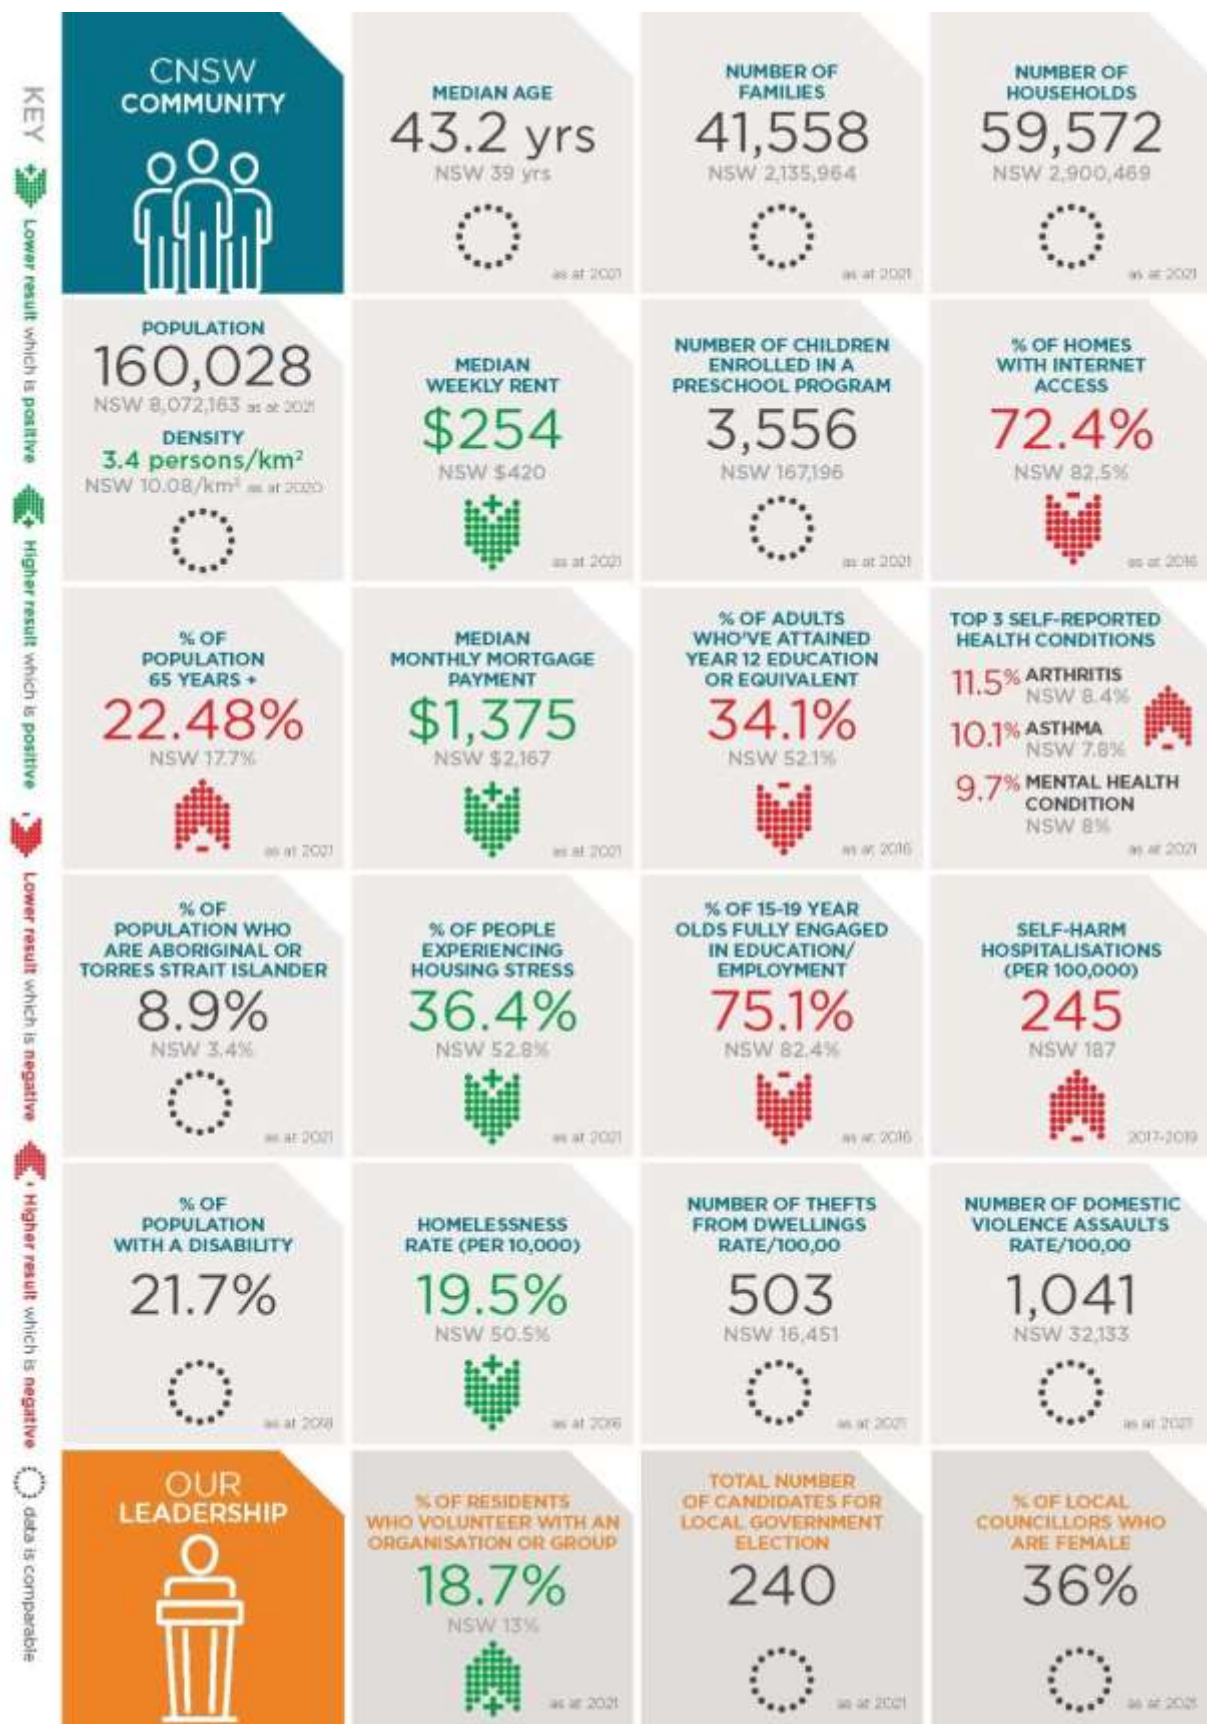 KEY
Lower result which is positive
Higher result which is positive
Lower result which is negative
Higher result which is negative
data is comparable
CNSW
COMMUNITY
MEDIAN AGE
43.2 yrs
NSW 39 yrs
as at 2021
NUMBER OF
FAMILIES
41,558
NSW 2,135,964
as at 2021
NUMBER OF
HOUSEHOLDS
59,572
NSW 2,900,469
as at 2021
POPULATION
160,028
NSW 8,072,163 as at 2021
DENSITY
3.4 persons/km²
NSW 10.08/km² as at 2020
MEDIAN
WEEKLY RENT
$254
NSW $420
as at 2021
NUMBER OF CHILDREN
ENROLLED IN A
PRESCHOOL PROGRAM
3,556
NSW 167,196
as at 2021
% OF HOMES
WITH INTERNET
ACCESS
72.4%
NSW 82.5%
as at 2016
% OF
POPULATION
65 YEARS +
22.48%
NSW 17.7%
as at 2021
MEDIAN
MONTHLY MORTGAGE
PAYMENT
$1,375
NSW $2,167
as at 2021
% OF ADULTS
WHO'VE ATTAINED
YEAR 12 EDUCATION
OR EQUIVALENT
34.1%
NSW 52.1%
as at 2016
TOP 3 SELF-REPORTED
HEALTH CONDITIONS
11.5% ARTHRITIS
NSW 8.4%
10.1% ASTHMA
NSW 7.8%
9.7% MENTAL HEALTH
CONDITION
NSW 8%
as at 2021
% OF
POPULATION WHO
ARE ABORIGINAL OR
TORRES STRAIT ISLANDER
8.9%
NSW 3.4%
as at 2021
% OF PEOPLE
EXPERIENCING
HOUSING STRESS
36.4%
NSW 52.8%
as at 2021
% OF 15-19 YEAR
OLDS FULLY ENGAGED
IN EDUCATION/
EMPLOYMENT
75.1%
NSW 82.4%
as at 2016
SELF-HARM
HOSPITALISATIONS
(PER 100,000)
245
NSW 187
2017-2019
% OF
POPULATION
WITH A DISABILITY
21.7%
as at 2018
HOMELESSNESS
RATE (PER 10,000)
19.5%
NSW 50.5%
as at 2016
NUMBER OF THEFTS
FROM DWELLINGS
RATE/100,00
503
NSW 16,451
as at 2021
NUMBER OF DOMESTIC
VIOLENCE ASSAULTS
RATE/100,00
1,041
NSW 32,133
as at 2021
OUR
LEADERSHIP
% OF RESIDENTS
WHO VOLUNTEER WITH AN
ORGANISATION OR GROUP
18.7%
NSW 13%
as at 2021
TOTAL NUMBER
OF CANDIDATES FOR
LOCAL GOVERNMENT
ELECTION
240
as at 2021
% OF LOCAL
COUNCILLORS WHO
ARE FEMALE
36%
as at 2021